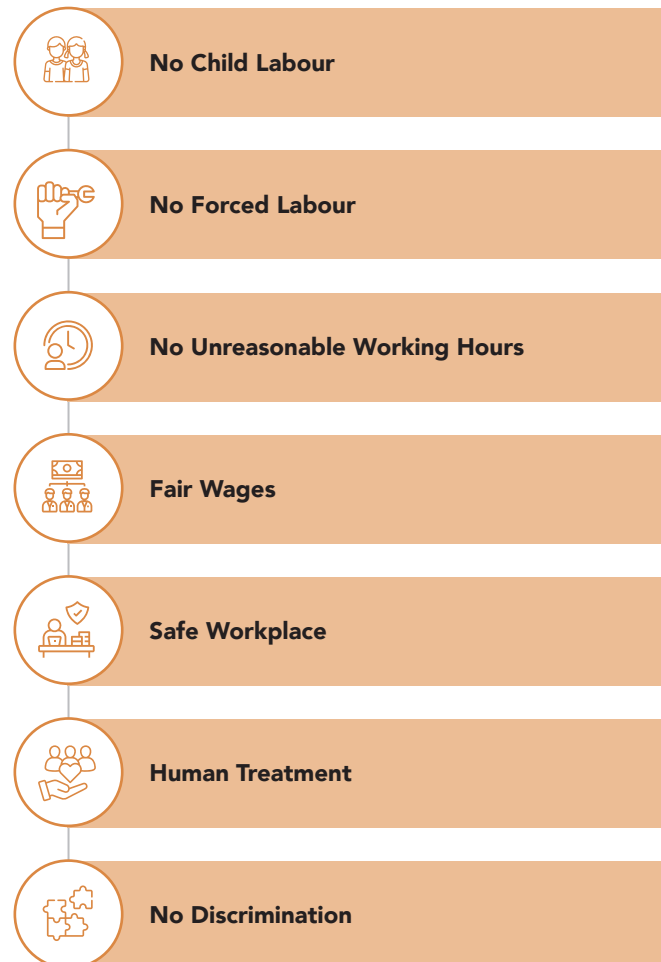 No Child Labour
No Forced Labour
No Unreasonable Working Hours
Fair Wages
Safe Workplace
Human Treatment
No Discrimination